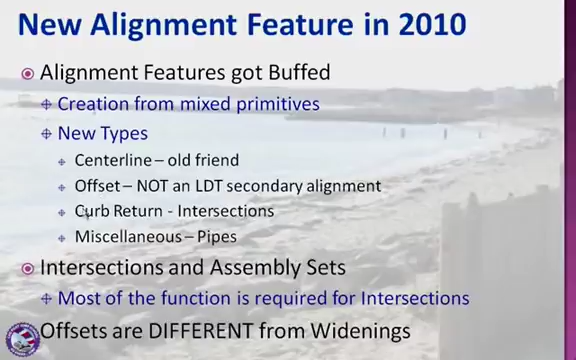 New Alignment Feature in 2010
Alignment Features got Buffed
Creation from mixed primitives
New Types
Centerline – old friend
Offset – NOT an LDT secondary alignment
Curb Return - Intersections
Miscellaneous – Pipes
Intersections and Assembly Sets
Most of the function is required for Intersections
Offsets are DIFFERENT from Widenings